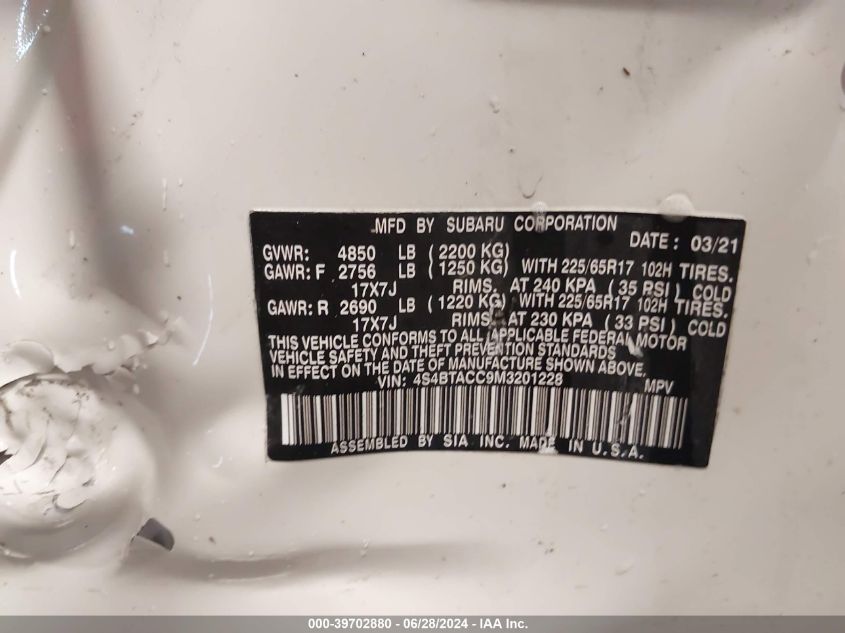 MFD BY SUBARU CORPORATION
DATE: 03/21
GVWR: 4850 LB (2200 KG)
GAWR: F 2756 LB (1250 KG) WITH 225/65R17 102H TIRES.
17X7J RIMS. AT 240 KPA (35 PSI) COLD
GAWR: R 2690 LB (1220 KG) WITH 225/65R17 102H TIRES.
17X7J RIMS. AT 230 KPA (33 PSI) COLD
THIS VEHICLE CONFORMS TO ALL APPLICABLE FEDERAL MOTOR
VEHICLE SAFETY AND THEFT PREVENTION STANDARDS
IN EFFECT ON THE DATE OF MANUFACTURE SHOWN ABOVE.
VIN: 4S4BTACC9M3201228 MPV
ASSEMBLED BY SIA INC. MADE IN U.S.A.
000-39702880 - 06/28/2024 - IAA Inc.